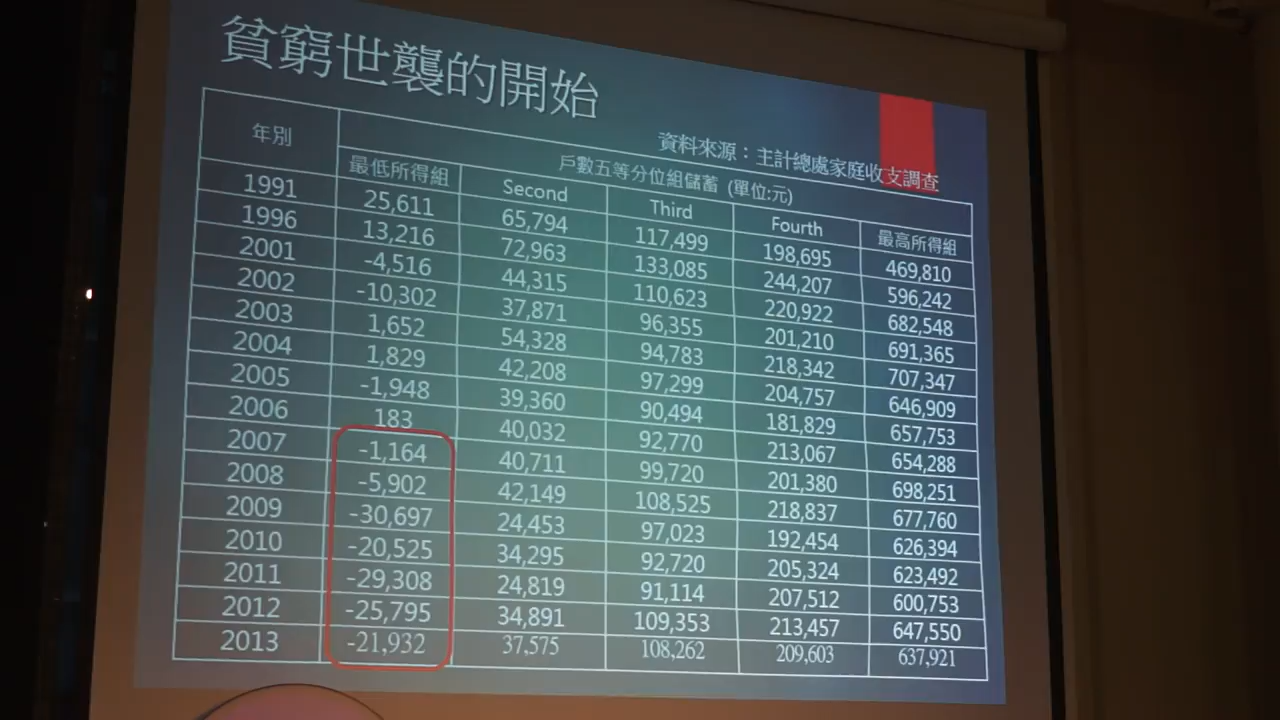 貧窮世襲的開始
資料來源：主計總處家庭收支調查
年別 戶數五等分位組儲蓄 (單位:元)
最低所得組 Second Third Fourth 最高所得組
1991 25,611 65,794 117,499 198,695 469,810
1996 13,216 72,963 133,085 244,207 596,242
2001 -4,516 44,315 110,623 220,922 682,548
2002 -10,302 37,871 96,355 201,210 691,365
2003 1,652 54,328 94,783 218,342 707,347
2004 1,829 42,208 97,299 204,757 646,909
2005 -1,948 39,360 90,494 181,829 657,753
2006 183 40,032 92,770 213,067 654,288
2007 -1,164 40,711 99,720 201,380 698,251
2008 -5,902 42,149 108,525 218,837 677,760
2009 -30,697 24,453 97,023 192,454 626,394
2010 -20,525 34,295 92,720 205,324 623,492
2011 -29,308 24,819 91,114 207,512 600,753
2012 -25,795 34,891 109,353 213,457 647,550
2013 -21,932 37,575 108,262 209,603 637,921